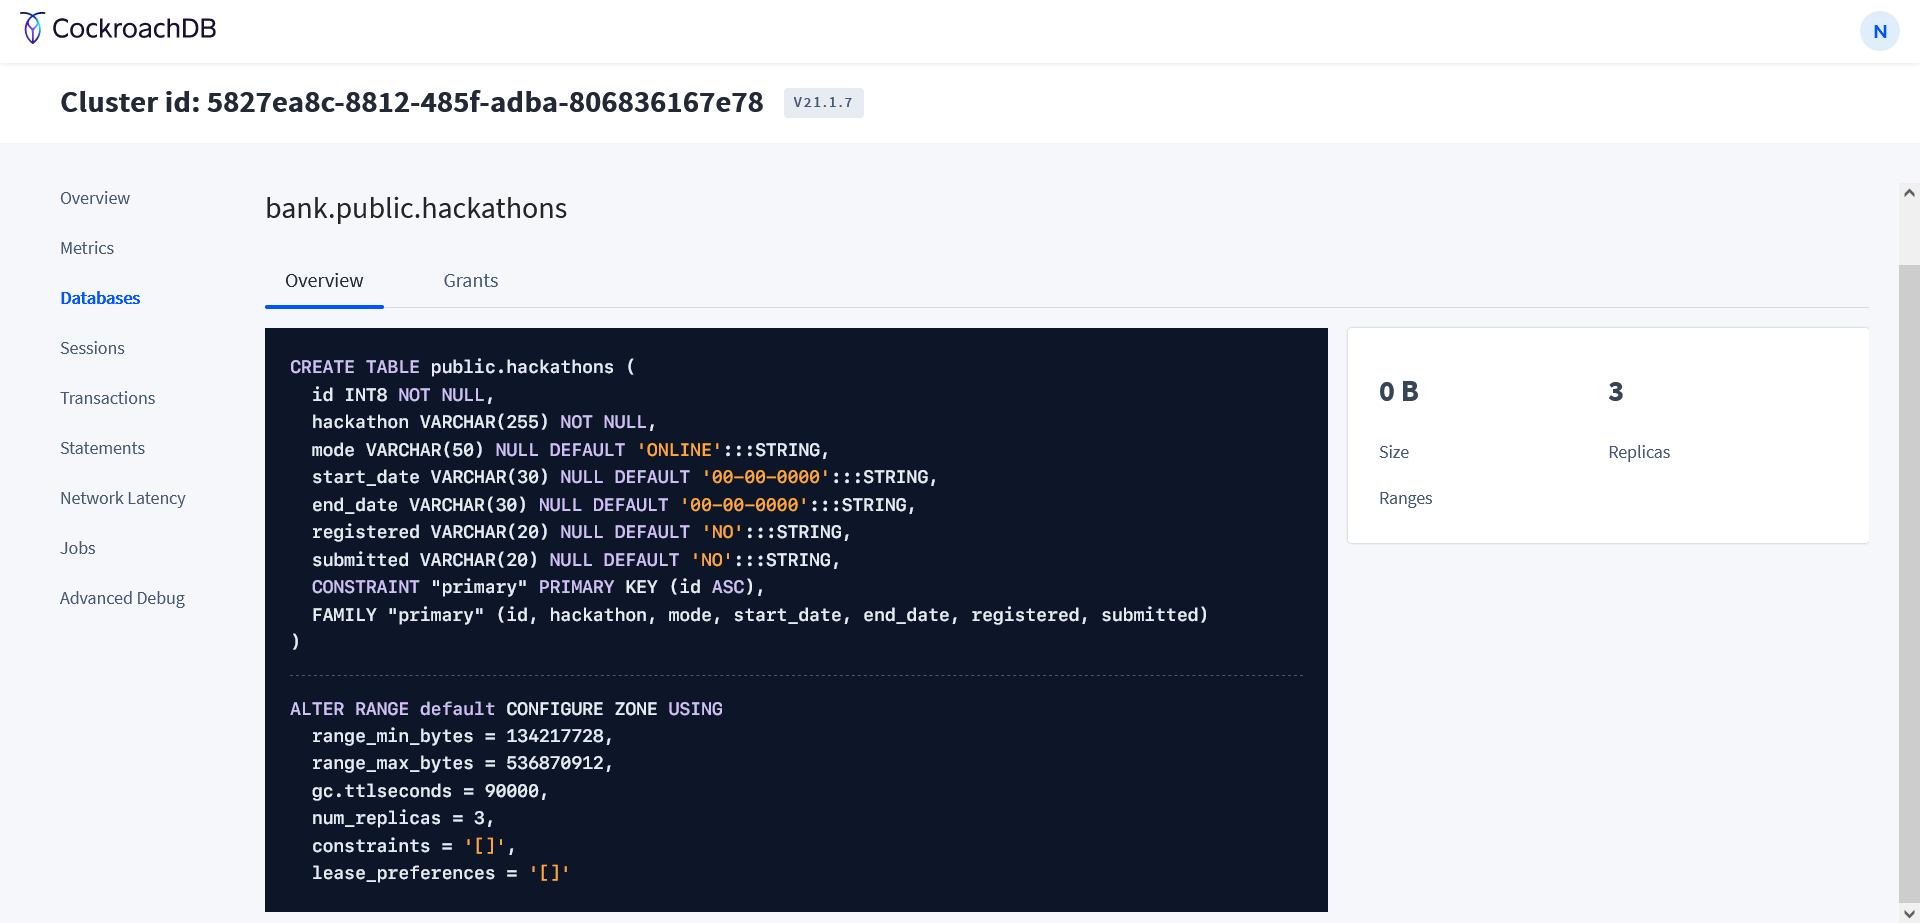 CockroachDB
N
Cluster id: 5827ea8c-8812-485f-adba-806836167e78
V21.1.7
Overview
Metrics
Databases
Sessions
Transactions
Statements
Network Latency
Jobs
Advanced Debug
bank.public.hackathons
Overview
Grants
CREATE TABLE public.hackathons (
  id INT8 NOT NULL,
  hackathon VARCHAR(255) NOT NULL,
  mode VARCHAR(50) NULL DEFAULT 'ONLINE':::STRING,
  start_date VARCHAR(30) NULL DEFAULT '00-00-0000':::STRING,
  end_date VARCHAR(30) NULL DEFAULT '00-00-0000':::STRING,
  registered VARCHAR(20) NULL DEFAULT 'NO':::STRING,
  submitted VARCHAR(20) NULL DEFAULT 'NO':::STRING,
  CONSTRAINT "primary" PRIMARY KEY (id ASC),
  FAMILY "primary" (id, hackathon, mode, start_date, end_date, registered, submitted)
)
ALTER RANGE default CONFIGURE ZONE USING
  range_min_bytes = 134217728,
  range_max_bytes = 536870912,
  gc.ttlseconds = 90000,
  num_replicas = 3,
  constraints = '[]',
  lease_preferences = '[]'
0 B
3
Size
Replicas
Ranges